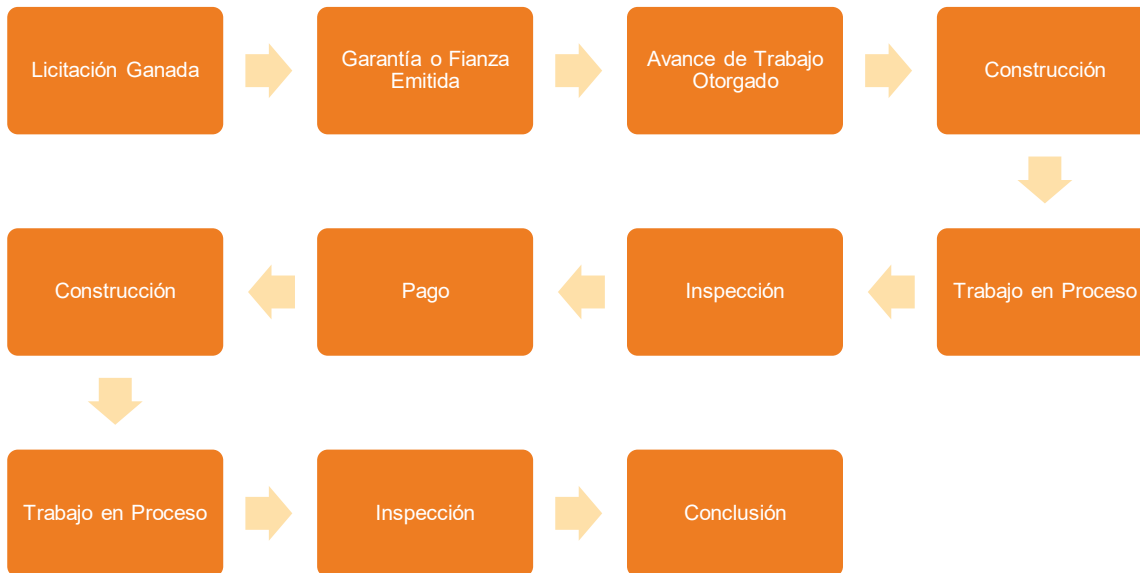 Licitación Ganada
Garantía o Fianza
Emitida
Avance de Trabajo
Otorgado
Construcción
Trabajo en Proceso
Inspección
Pago
Construcción
Trabajo en Proceso
Inspección
Conclusión